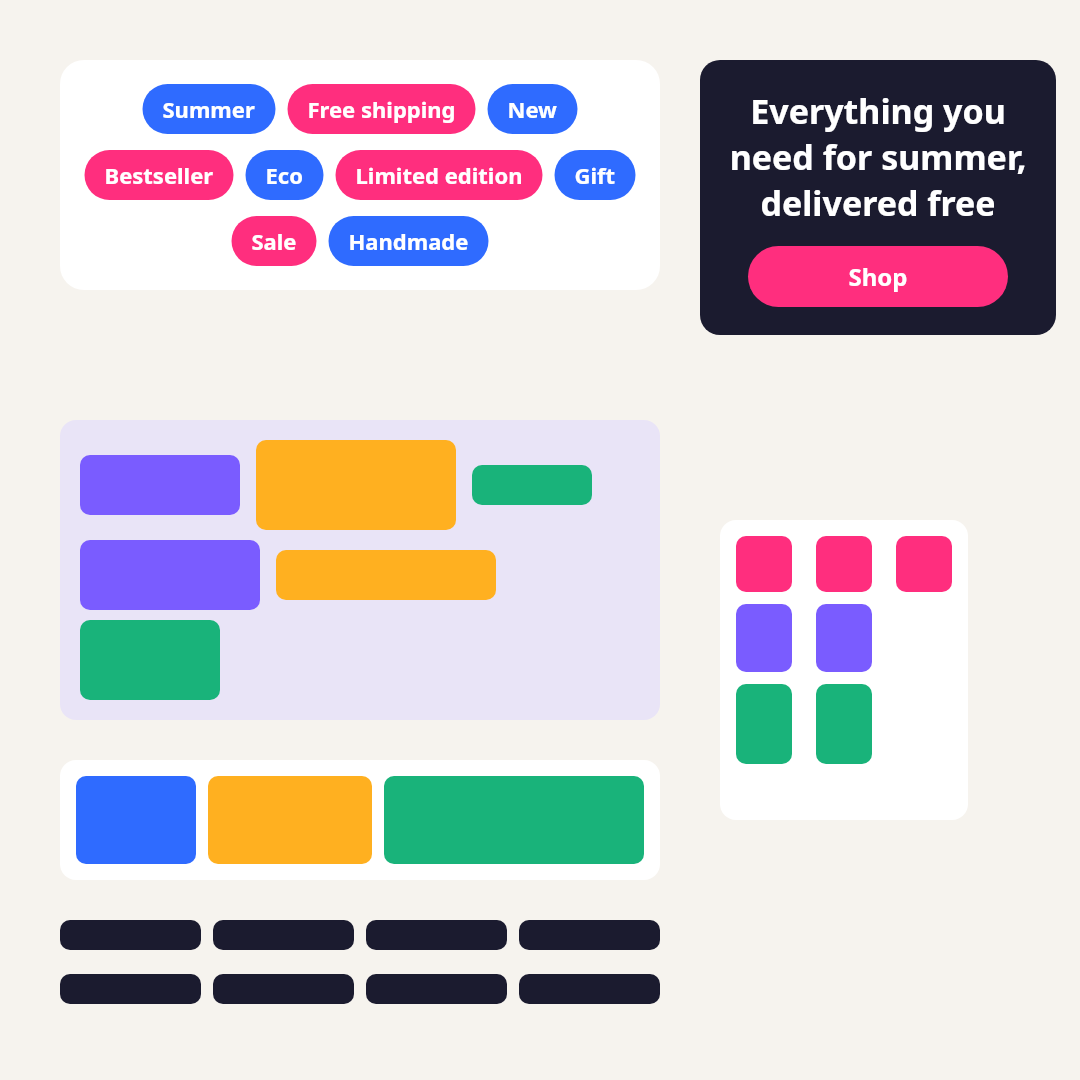 Summer Free shipping New
Bestseller Eco Limited edition Gift
Sale Handmade
Everything you
need for summer,
delivered free
Shop